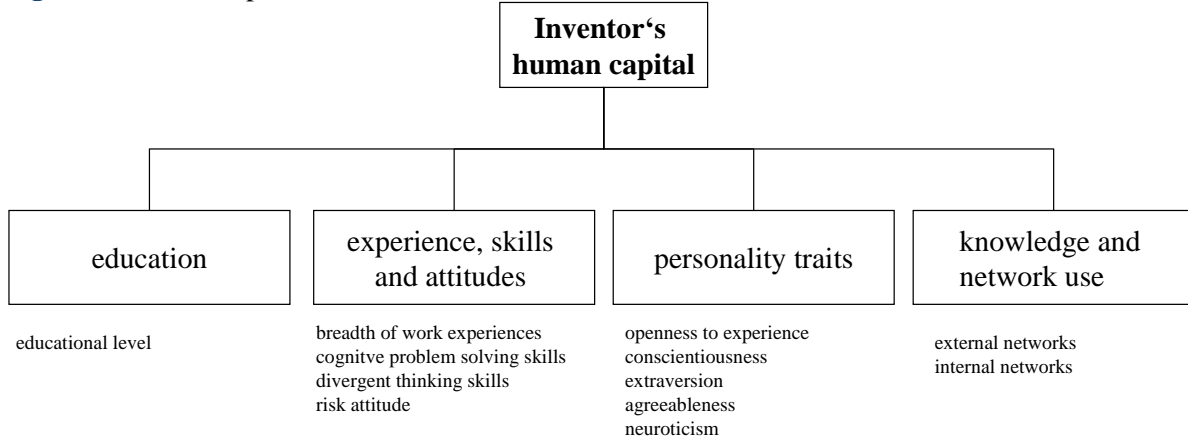 Inventor‘s
human capital
education
experience, skills
and attitudes
personality traits
knowledge and
network use
educational level
breadth of work experiences
cognitve problem solving skills
divergent thinking skills
risk attitude
openness to experience
conscientiousness
extraversion
agreeableness
neuroticism
external networks
internal networks